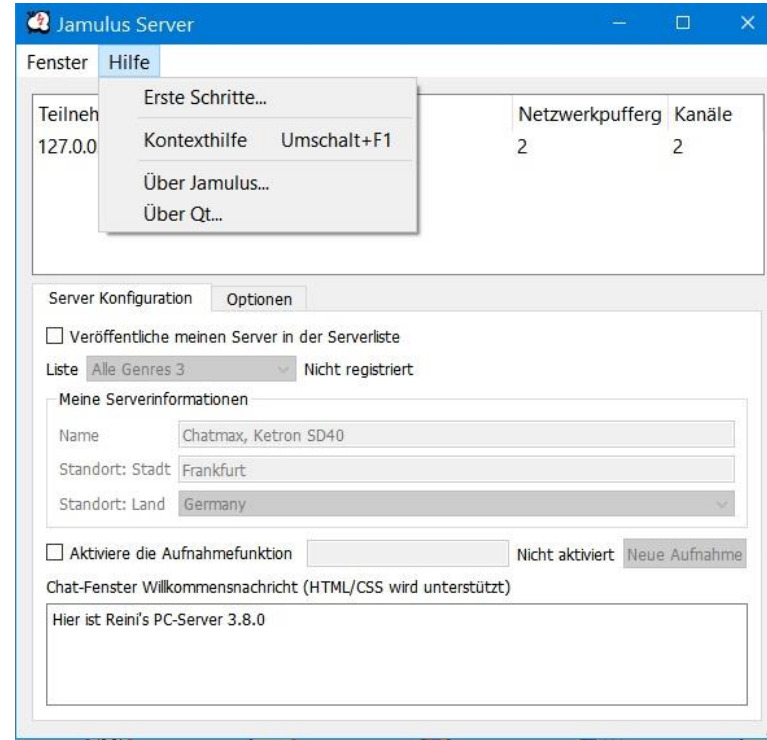 Jamulus Server
Fenster Hilfe
Erste Schritte...
Kontexthilfe Umschalt+F1
Über Jamulus...
Über Qt...
Teilneh Netzwerkpufferg Kanäle
127.0.0 2 2
Server Konfiguration Optionen
Veröffentliche meinen Server in der Serverliste
Liste Alle Genres 3 Nicht registriert
Meine Serverinformationen
Name Chatmax, Ketron SD40
Standort: Stadt Frankfurt
Standort: Land Germany
Aktiviere die Aufnahmefunktion Nicht aktiviert Neue Aufnahme
Chat-Fenster Willkommensnachricht (HTML/CSS wird unterstützt)
Hier ist Reini's PC-Server 3.8.0